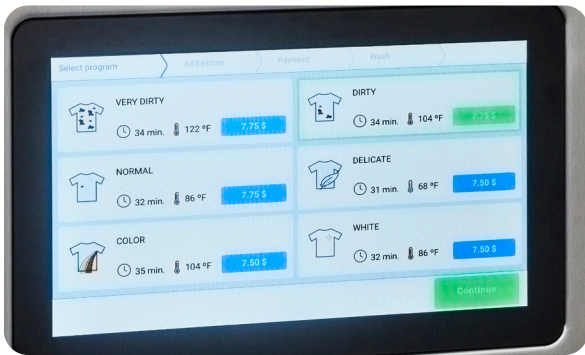 Select program
Add extras
Payment
Wash
VERY DIRTY
34 min. 122 °F 7.75 $
DIRTY
34 min. 104 °F 7.75 $
NORMAL
32 min. 86 °F 7.75 $
DELICATE
31 min. 68 °F 7.50 $
COLOR
35 min. 104 °F 7.50 $
WHITE
32 min. 86 °F 7.50 $
Continue